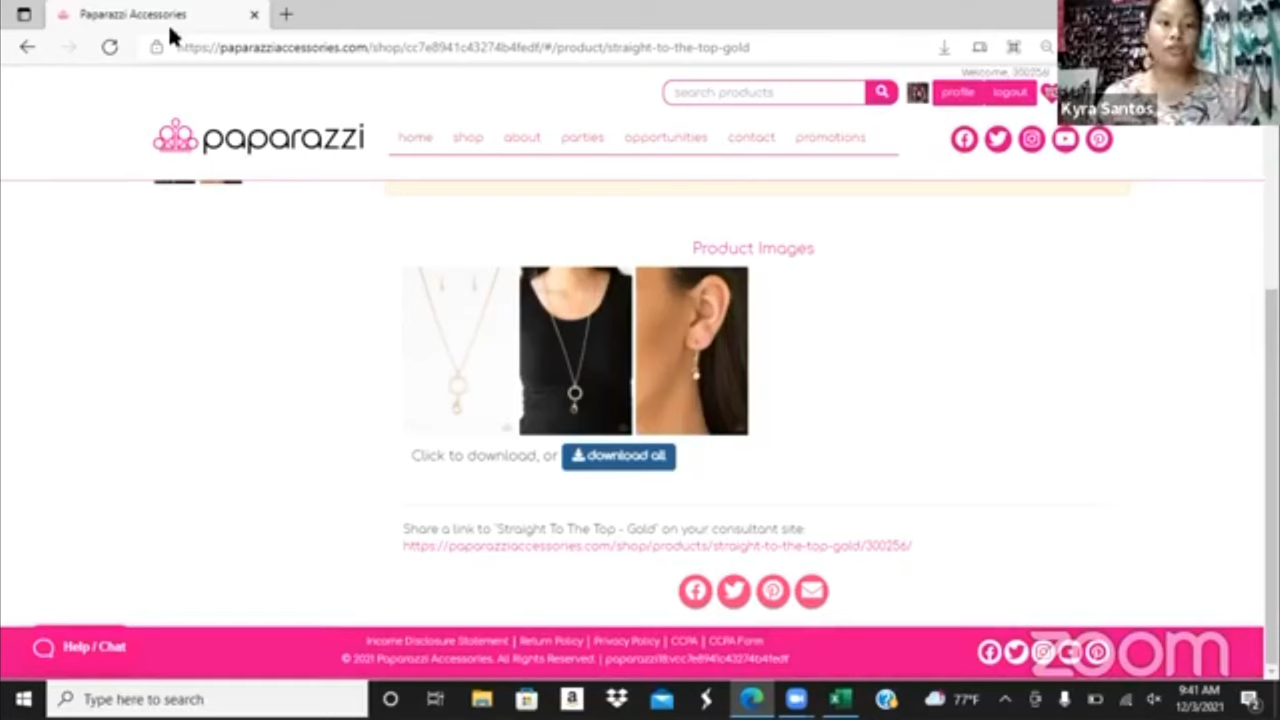 Paparazzi Accessories
https://paparazziaccessories.com/shop/cc7e8941c43274b4fedf/#/product/straight-to-the-top-gold
Welcome, 300256!
search products
profile logout
Kyra Santos
paparazzi
home shop about parties opportunities contact promotions
Product Images
Click to download, or download all
Share a link to "Straight To The Top - Gold" on your consultant site:
https://paparazziaccessories.com/shop/products/straight-to-the-top-gold/300256/
Help / Chat
Income Disclosure Statement | Return Policy | Privacy Policy | CCPA | CCPA Form
© 2021 Paparazzi Accessories. All Rights Reserved. |
zoom
Type here to search
77°F
9:41 AM
12/3/2021
2